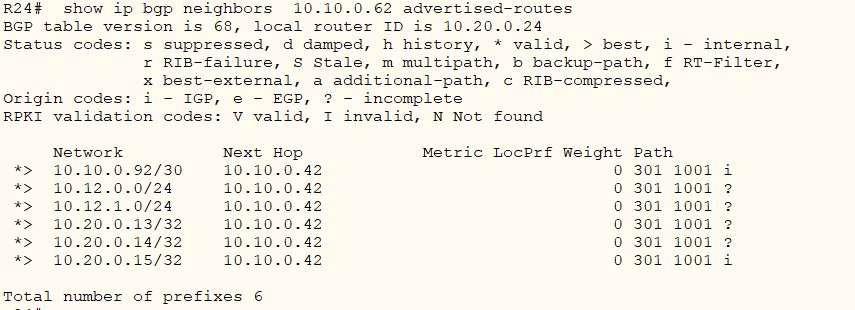 R24#  show ip bgp neighbors  10.10.0.62 advertised-routes
BGP table version is 68, local router ID is 10.20.0.24
Status codes: s suppressed, d damped, h history, * valid, > best, i - internal,
              r RIB-failure, S Stale, m multipath, b backup-path, f RT-Filter,
              x best-external, a additional-path, c RIB-compressed,
Origin codes: i - IGP, e - EGP, ? - incomplete
RPKI validation codes: V valid, I invalid, N Not found

     Network          Next Hop            Metric LocPrf Weight Path
 *>  10.10.0.92/30    10.10.0.42                             0 301 1001 i
 *>  10.12.0.0/24     10.10.0.42                             0 301 1001 ?
 *>  10.12.1.0/24     10.10.0.42                             0 301 1001 ?
 *>  10.20.0.13/32    10.10.0.42                             0 301 1001 ?
 *>  10.20.0.14/32    10.10.0.42                             0 301 1001 ?
 *>  10.20.0.15/32    10.10.0.42                             0 301 1001 i

Total number of prefixes 6